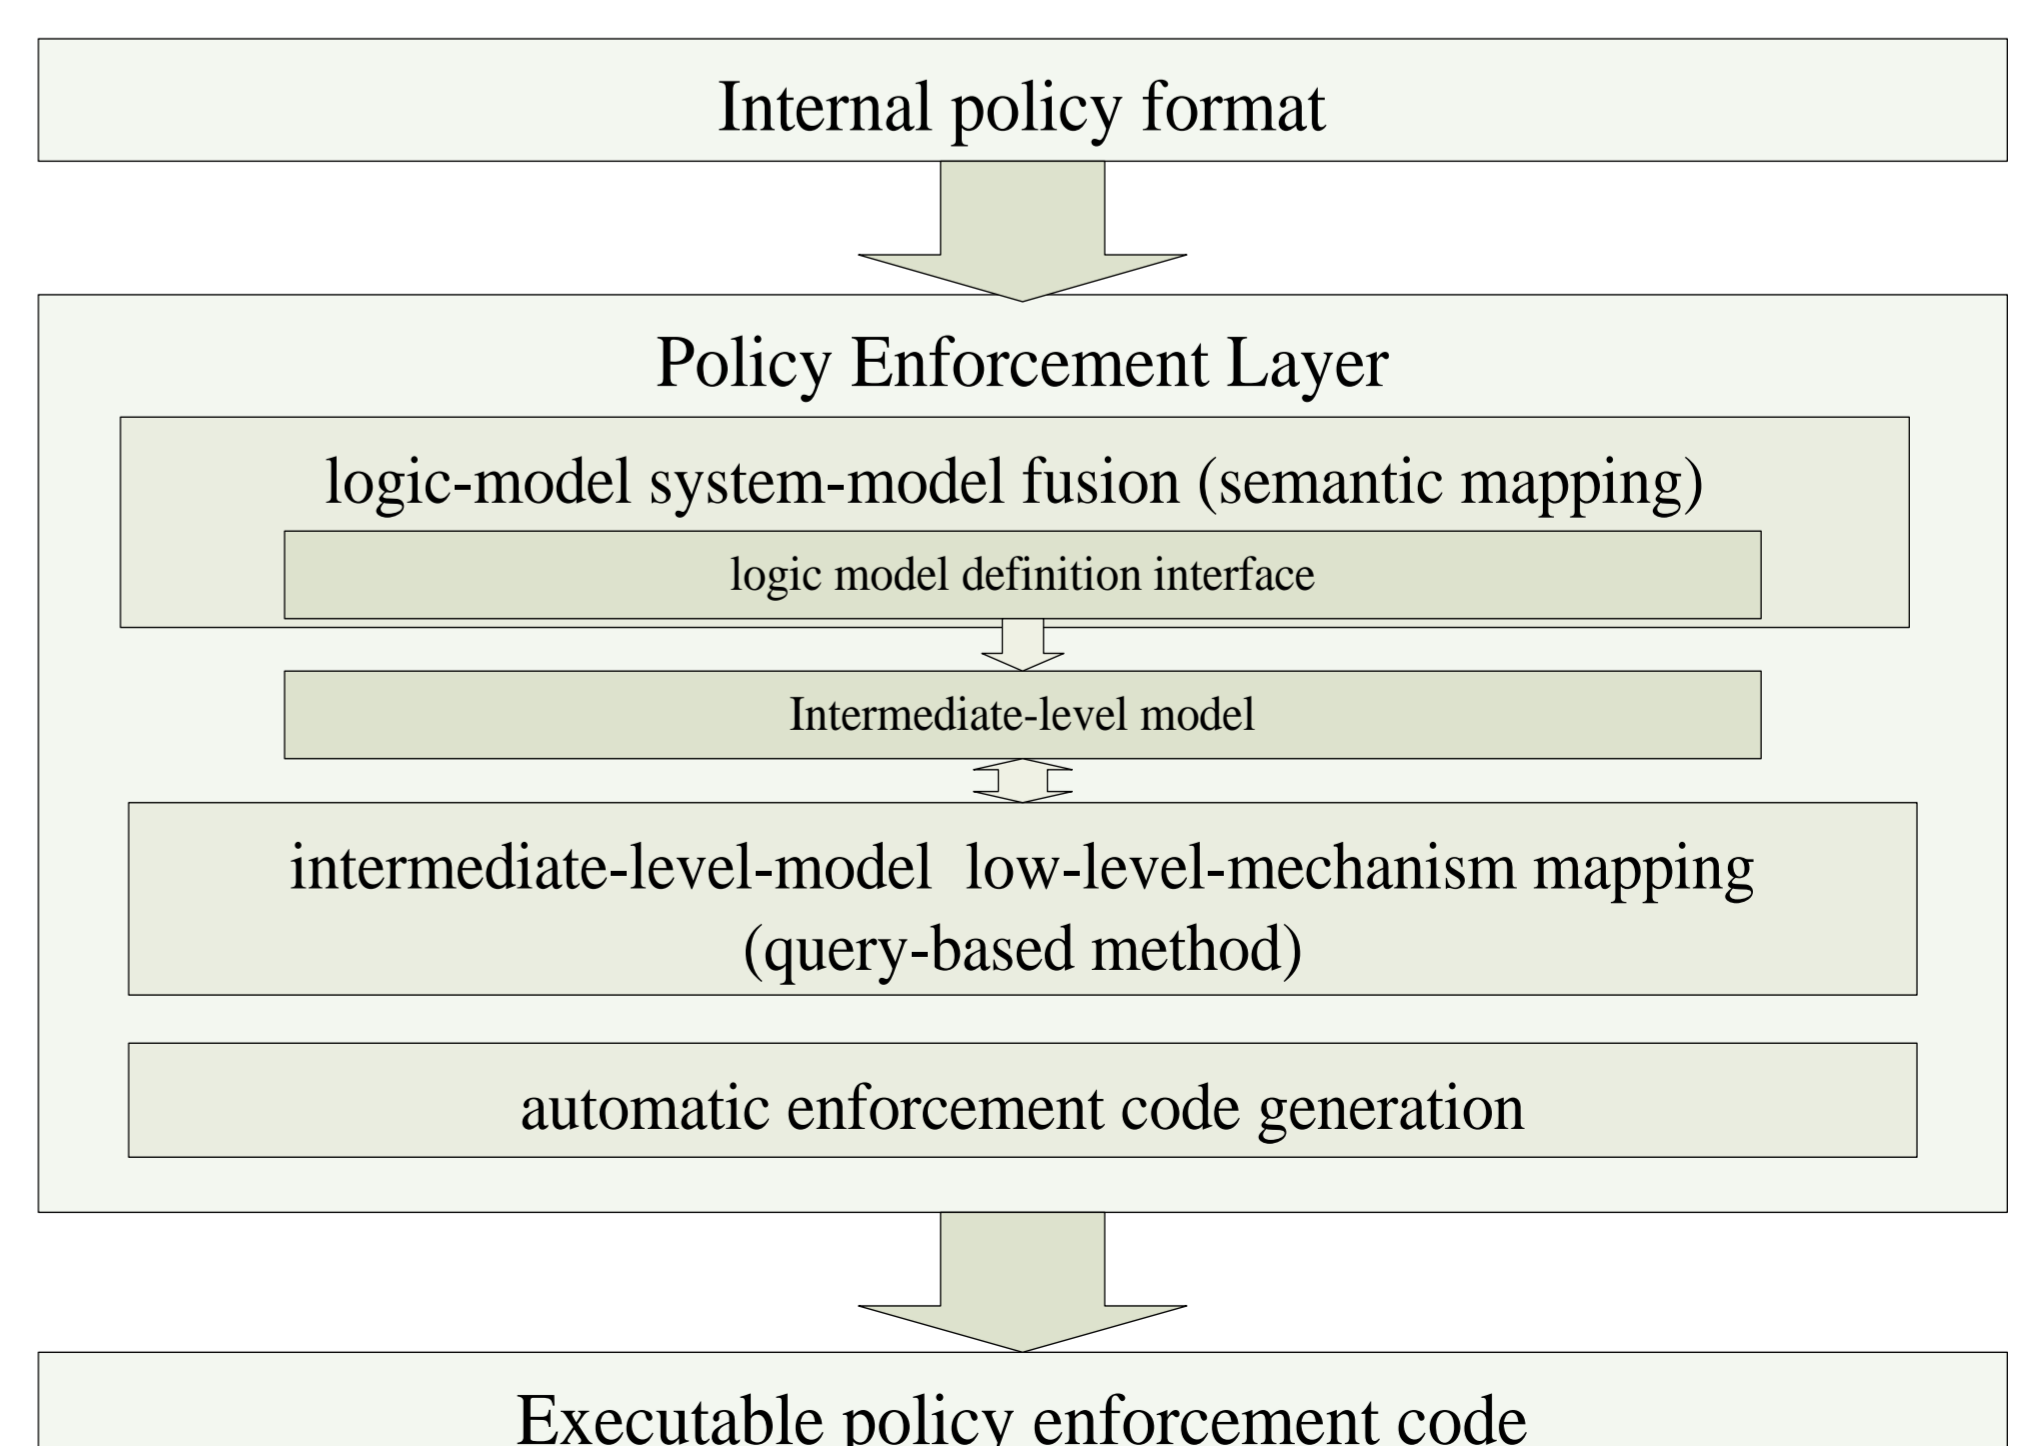 Internal policy format
Policy Enforcement Layer
logic-model system-model fusion (semantic mapping)
logic model definition interface
Intermediate-level model
intermediate-level-model  low-level-mechanism mapping
(query-based method)
automatic enforcement code generation
Executable policy enforcement code